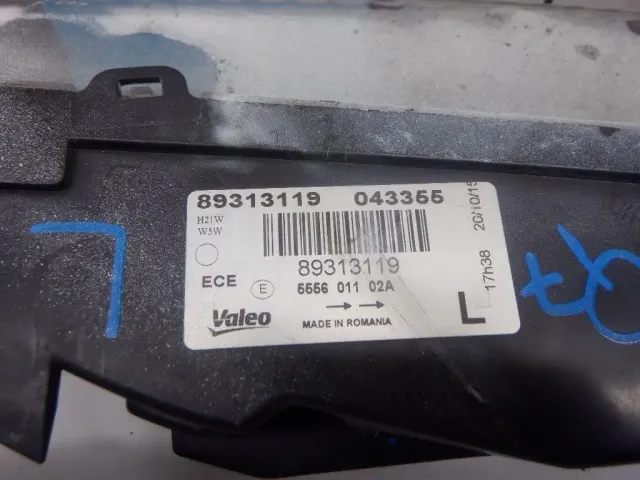 89313119 043355
H21W
W5W
89313119
ECE E 5556 011 02A
Valeo MADE IN ROMANIA L
17h38 20/10/15
L